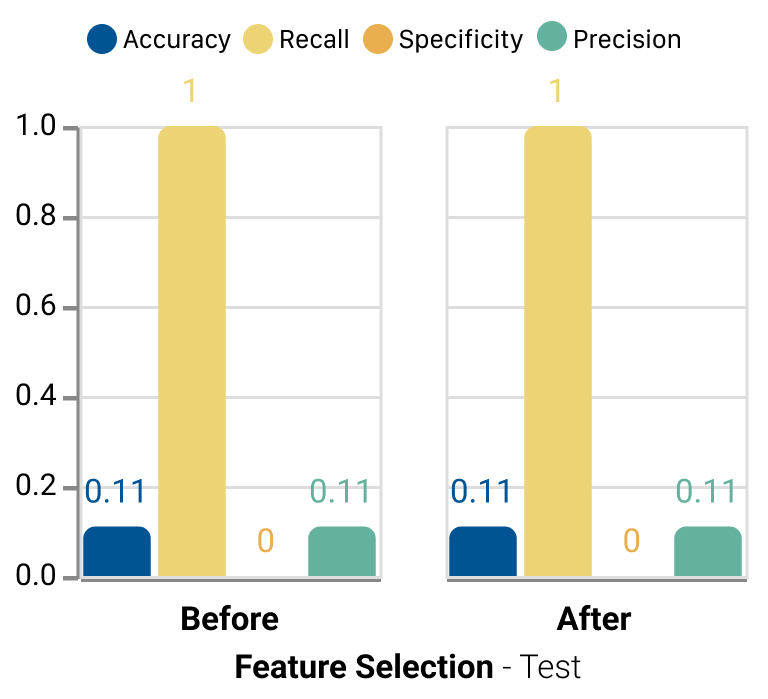 Accuracy Recall Specificity Precision
1 1
1.0
0.8
0.6
0.4
0.2
0.11 0.11 0.11 0.11
0 0
0.0
Before After
Feature Selection - Test